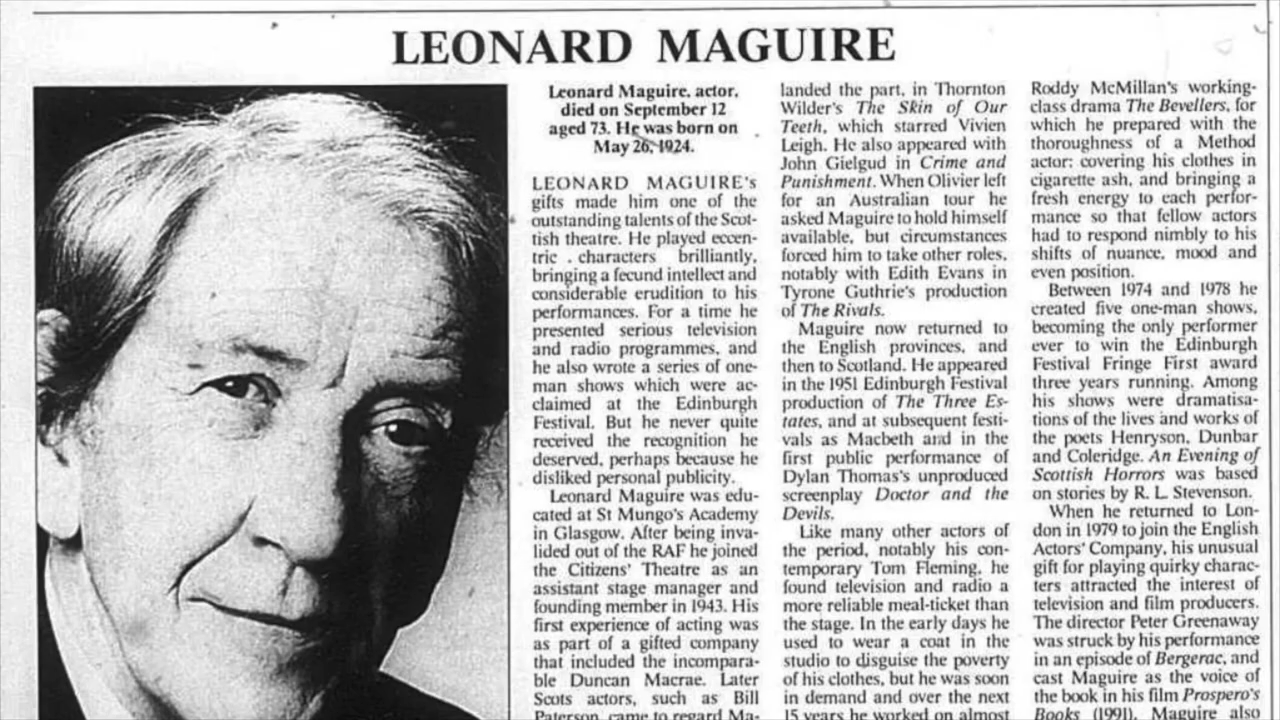 LEONARD MAGUIRE
Leonard Maguire, actor,
died on September 12
aged 73. He was born on
May 26, 1924.
LEONARD MAGUIRE's
gifts made him one of the
outstanding talents of the Scot-
tish theatre. He played eccen-
tric characters brilliantly,
bringing a fecund intellect and
considerable erudition to his
performances. For a time he
presented serious television
and radio programmes, and
he also wrote a series of one-
man shows which were ac-
claimed at the Edinburgh
Festival. But he never quite
received the recognition he
deserved, perhaps because he
disliked personal publicity.
Leonard Maguire was edu-
cated at St Mungo's Academy
in Glasgow. After being inva-
lided out of the RAF he joined
the Citizens' Theatre as an
assistant stage manager and
founding member in 1943. His
first experience of acting was
as part of a gifted company
that included the incompara-
ble Duncan Macrae. Later
Scots actors, such as Bill
Paterson, came to regard Ma-
landed the part, in Thornton
Wilder's The Skin of Our
Teeth, which starred Vivien
Leigh. He also appeared with
John Gielgud in Crime and
Punishment. When Olivier left
for an Australian tour he
asked Maguire to hold himself
available, but circumstances
forced him to take other roles,
notably with Edith Evans in
Tyrone Guthrie's production
of The Rivals.
Maguire now returned to
the English provinces, and
then to Scotland. He appeared
in the 1951 Edinburgh Festival
production of The Three Es-
tates, and at subsequent festi-
vals as Macbeth and in the
first public performance of
Dylan Thomas's unproduced
screenplay Doctor and the
Devils.
Like many other actors of
the period, notably his con-
temporary Tom Fleming, he
found television and radio a
more reliable meal-ticket than
the stage. In the early days he
used to wear a coat in the
studio to disguise the poverty
of his clothes, but he was soon
in demand and over the next
15 years he worked on almost
Roddy McMillan's working-
class drama The Bevellers, for
which he prepared with the
thoroughness of a Method
actor: covering his clothes in
cigarette ash, and bringing a
fresh energy to each perfor-
mance so that fellow actors
had to respond nimbly to his
shifts of nuance, mood and
even position.
Between 1974 and 1978 he
created five one-man shows,
becoming the only performer
ever to win the Edinburgh
Festival Fringe First award
three years running. Among
his shows were dramatisa-
tions of the lives and works of
the poets Henryson, Dunbar
and Coleridge. An Evening of
Scottish Horrors was based
on stories by R. L. Stevenson.
When he returned to Lon-
don in 1979 to join the English
Actors' Company, his unusual
gift for playing quirky charac-
ters attracted the interest of
television and film producers.
The director Peter Greenaway
was struck by his performance
in an episode of Bergerac, and
cast Maguire as the voice of
the book in his film Prospero's
Books (1991). Maguire also